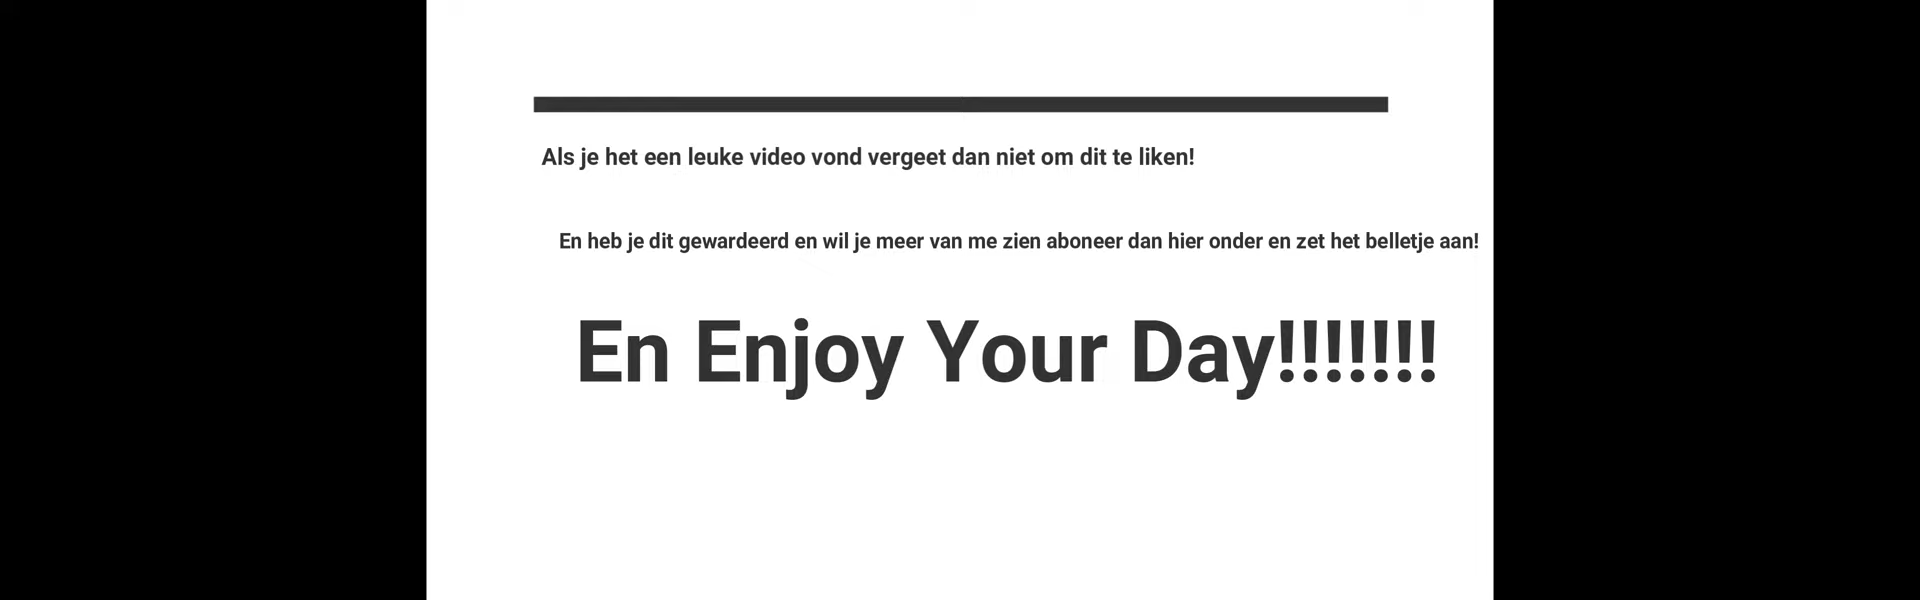 Als je het een leuke video vond vergeet dan niet om dit te liken!
En heb je dit gewardeerd en wil je meer van me zien aboneer dan hier onder en zet het belletje aan!
En Enjoy Your Day!!!!!!!